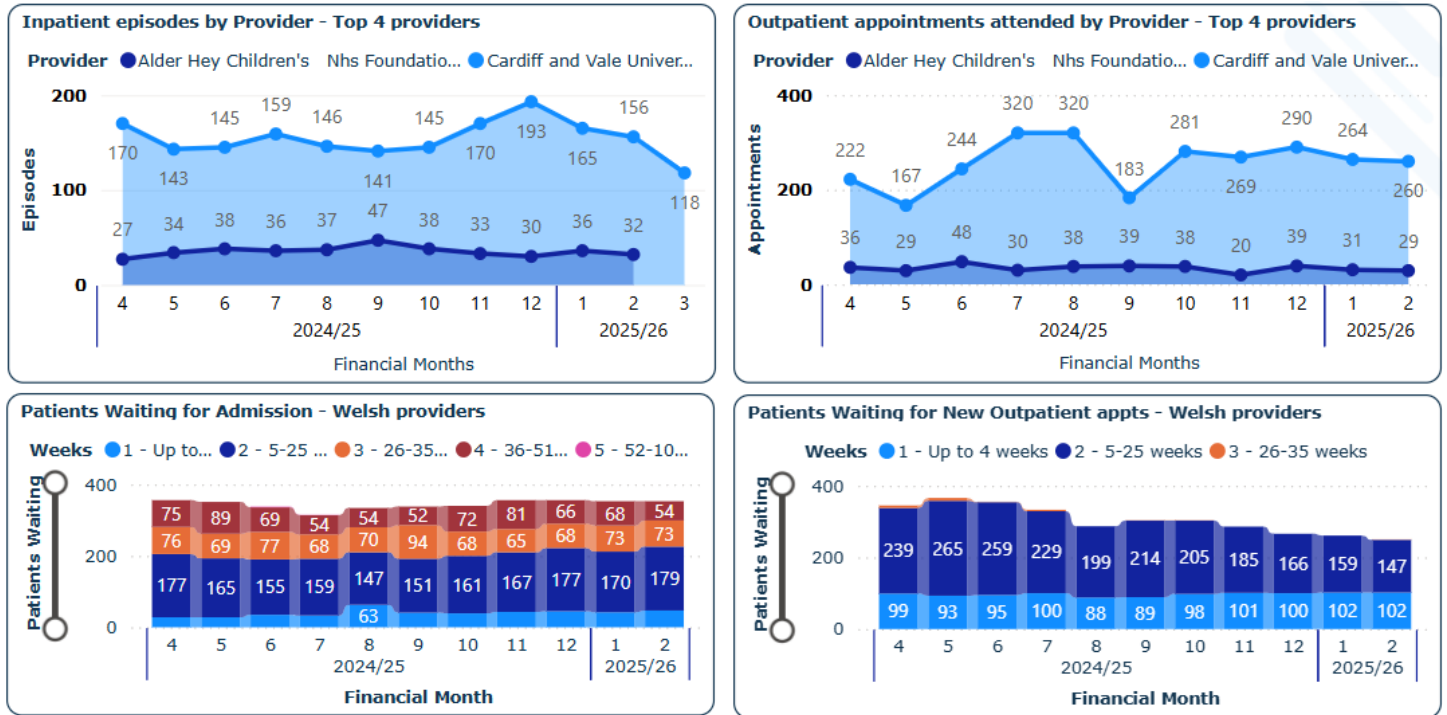 Inpatient episodes by Provider - Top 4 providers
Provider Alder Hey Children's Nhs Foundatio... Cardiff and Vale Univer...
200
100
0
Episodes
170 143 145 159 146 141 145 170 193 165 156 118
27 34 38 36 37 47 38 33 30 36 32
4 5 6 7 8 9 10 11 12 1 2 3
2024/25 2025/26
Financial Months
Outpatient appointments attended by Provider - Top 4 providers
Provider Alder Hey Children's Nhs Foundatio... Cardiff and Vale Univer...
400
200
0
Appointments
222 167 244 320 320 183 281 269 290 264 260
36 29 48 30 38 39 38 20 39 31 29
4 5 6 7 8 9 10 11 12 1 2
2024/25 2025/26
Financial Months
Patients Waiting for Admission - Welsh providers
Weeks 1 - Up to... 2 - 5-25 ... 3 - 26-35... 4 - 36-51... 5 - 52-10...
400
200
0
Patients Waiting
75 89 69 54 54 52 72 81 66 68 54
76 69 77 68 70 94 68 65 68 73 73
177 165 155 159 147 151 161 167 177 170 179
63
4 5 6 7 8 9 10 11 12 1 2
2024/25 2025/26
Financial Month
Patients Waiting for New Outpatient appts - Welsh providers
Weeks 1 - Up to 4 weeks 2 - 5-25 weeks 3 - 26-35 weeks
400
200
0
Patients Waiting
239 265 259 229 199 214 205 185 166 159 147
99 93 95 100 88 89 98 101 100 102 102
4 5 6 7 8 9 10 11 12 1 2
2024/25 2025/26
Financial Month